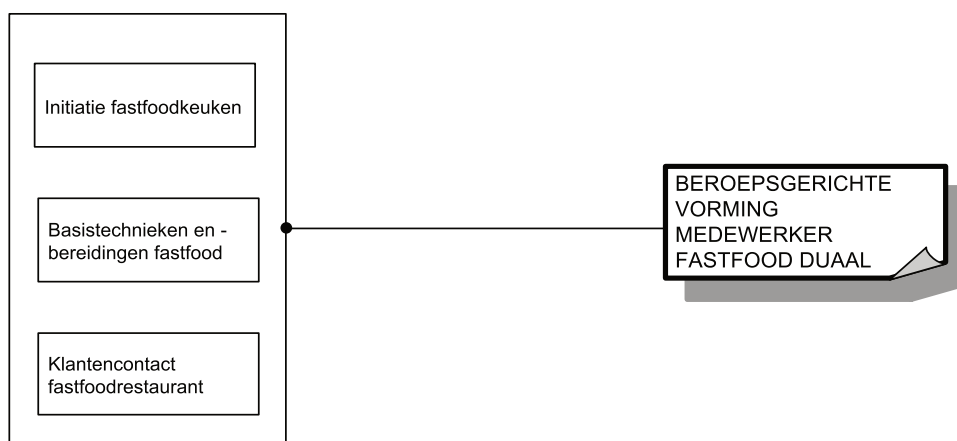 Initiatie fastfoodkeuken
Basistechnieken en -
bereidingen fastfood
Klantencontact
fastfoodrestaurant
BEROEPSGERICHTE
VORMING
MEDEWERKER
FASTFOOD DUAAL